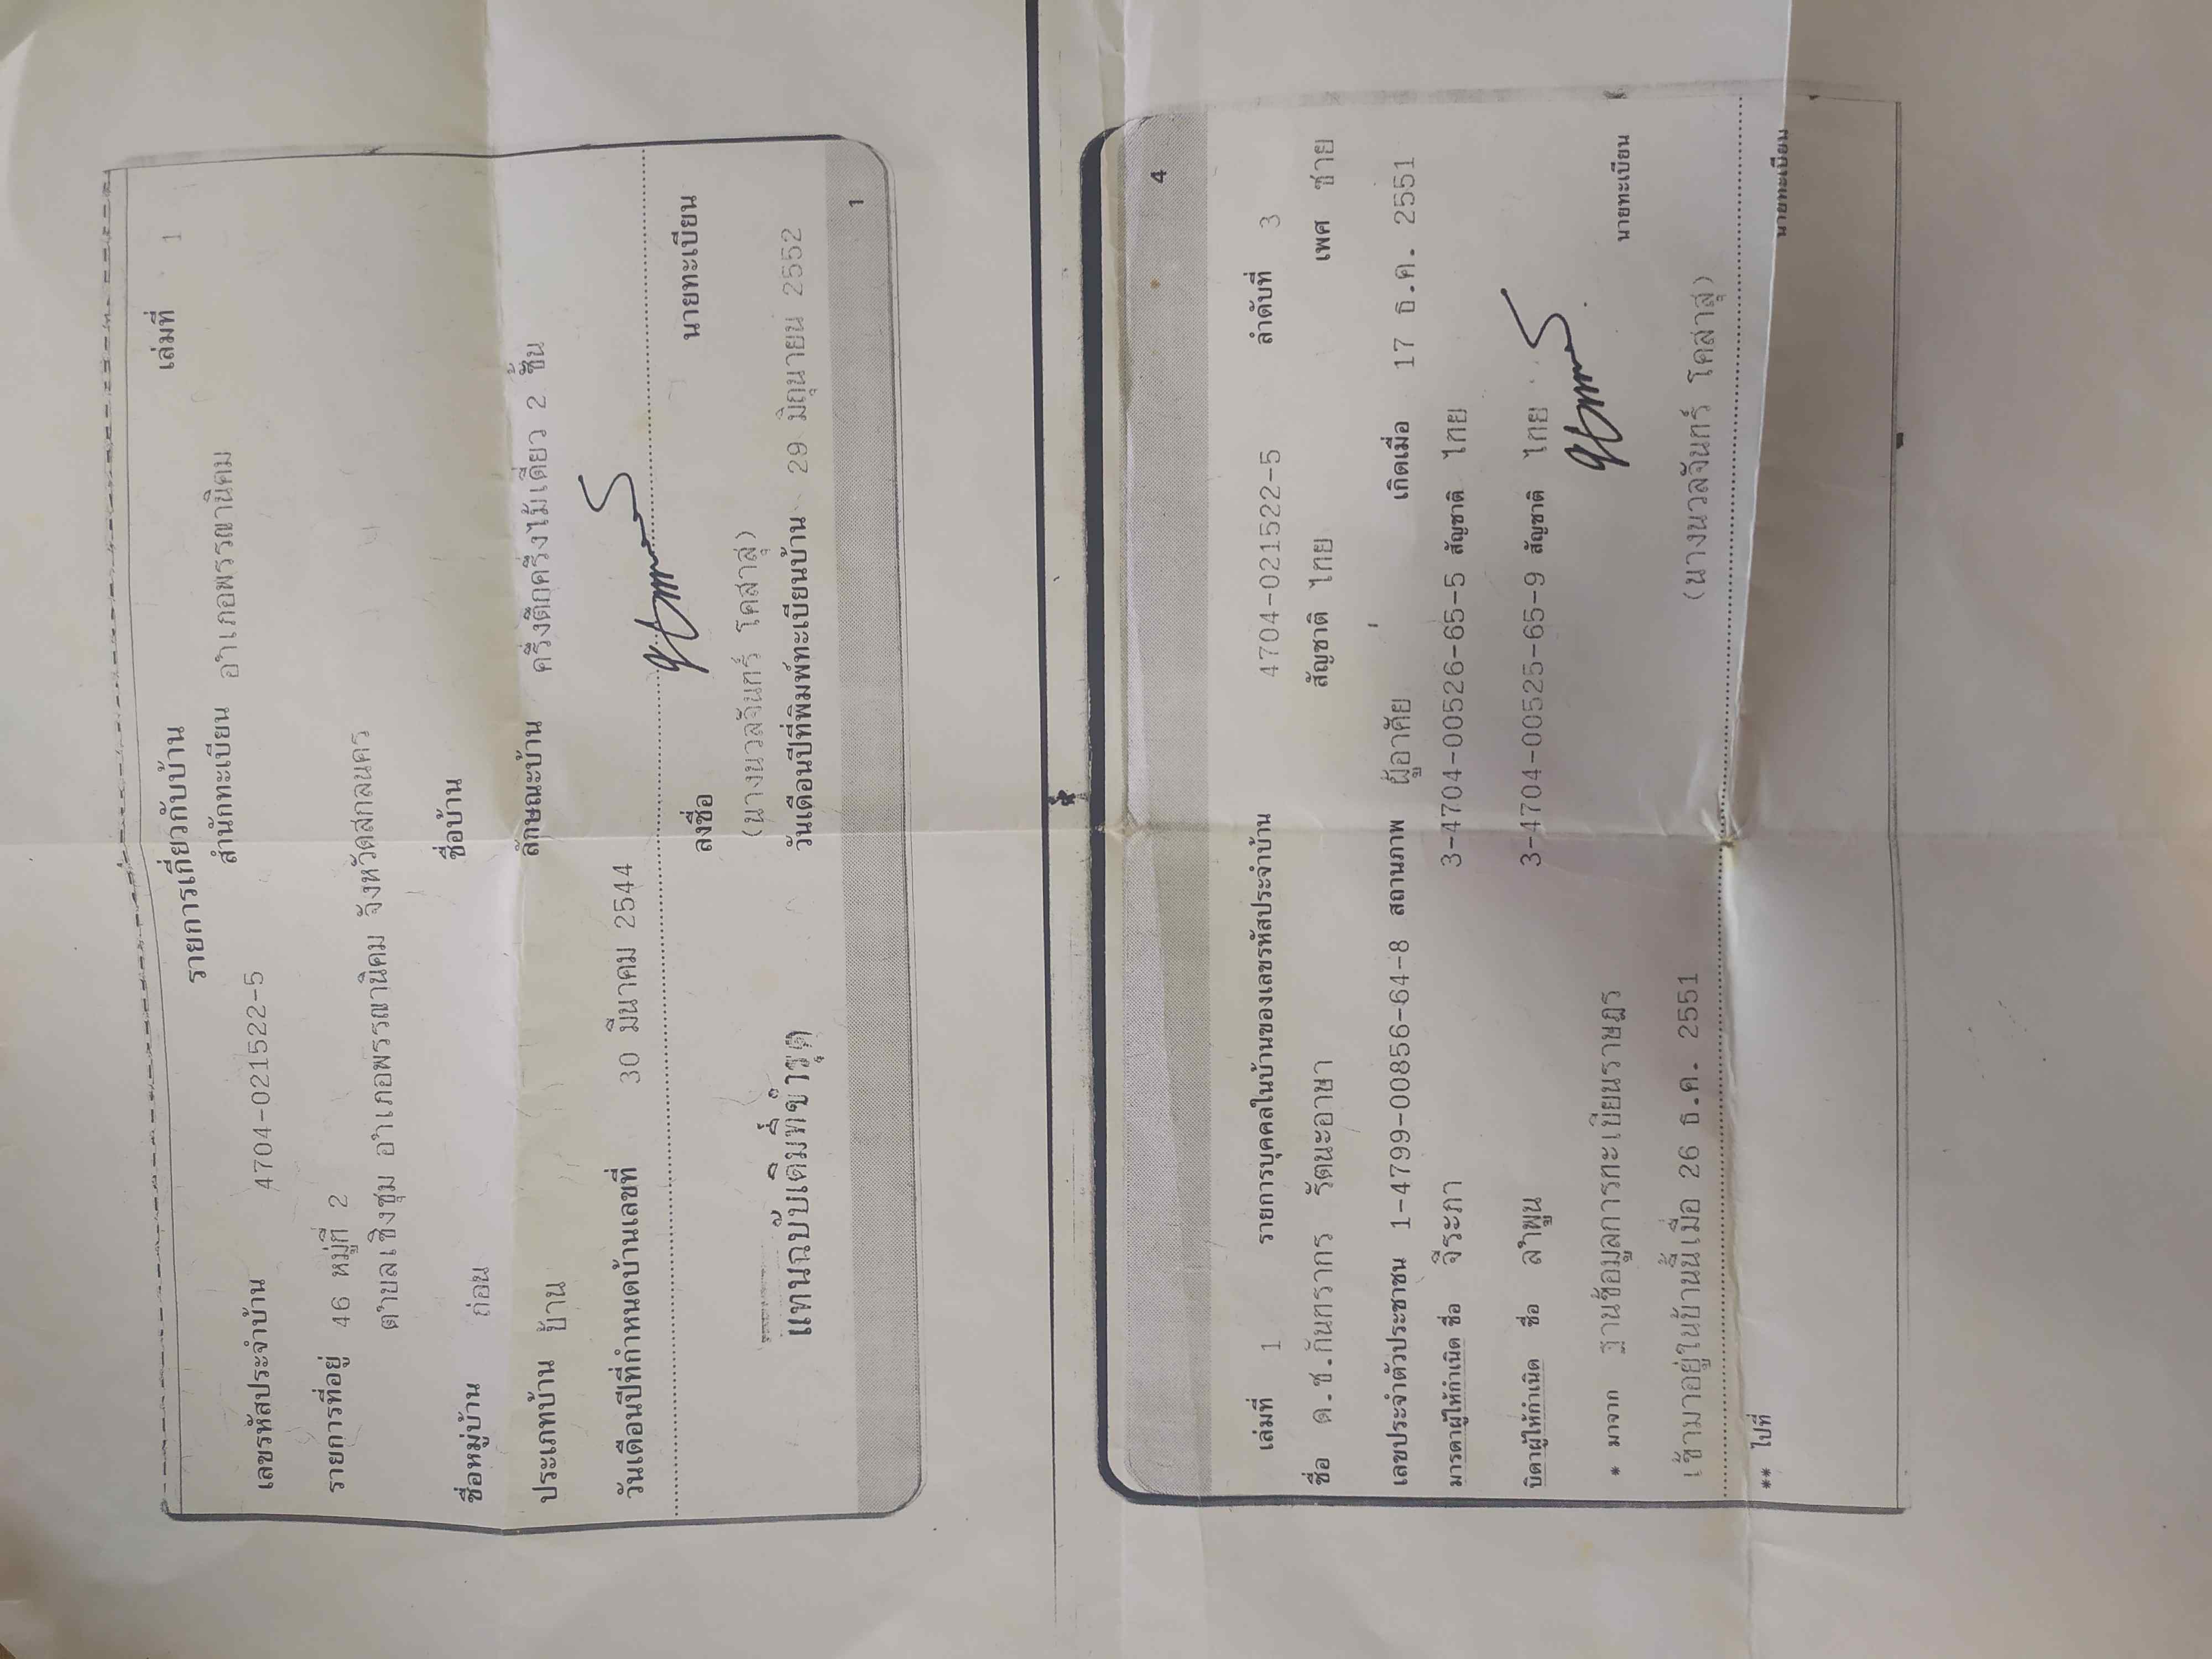 รายการเกี่ยวกับบ้าน เล่มที่ 1
เลขรหัสประจำบ้าน 4704-021522-5 สำนักทะเบียน อำเภอพรรณานิคม
รายการที่อยู่ 46 หมู่ที่ 2
ตำบลเชิงชุม อำเภอพรรณานิคม จังหวัดสกลนคร
ชื่อหมู่บ้าน ถ่อน ชื่อบ้าน
ประเภทบ้าน บ้าน ลักษณะบ้าน ครึ่งตึกครึ่งไม้เดี่ยว 2 ชั้น
วันเดือนปีที่กำหนดบ้านเลขที่ 30 มีนาคม 2544
ลงชื่อ นายทะเบียน
(นางนวลจันทร์ โคสาสุ)
แทนฉบับเดิมที่ชำรุด วันเดือนปีที่พิมพ์ทะเบียนบ้าน 29 มิถุนายน 2552
1
4
เล่มที่ 1 รายการบุคคลในบ้านของเลขรหัสประจำบ้าน 4704-021522-5 ลำดับที่ 3
ชื่อ ด.ช.กันทรากร รัตนะอาษา สัญชาติ ไทย เพศ ชาย
เลขประจำตัวประชาชน 1-4799-00856-64-8 สถานภาพ ผู้อาศัย เกิดเมื่อ 17 ธ.ค. 2551
มารดาผู้ให้กำเนิด ชื่อ จีระภา 3-4704-00526-65-5 สัญชาติ ไทย
บิดาผู้ให้กำเนิด ชื่อ ลำพูน 3-4704-00525-65-9 สัญชาติ ไทย
* มาจาก ฐานข้อมูลการทะเบียนราษฎร นายทะเบียน
เข้ามาอยู่ในบ้านนี้เมื่อ 26 ธ.ค. 2551 (นางนวลจันทร์ โคสาสุ)
** ไปที่ นายทะเบียน